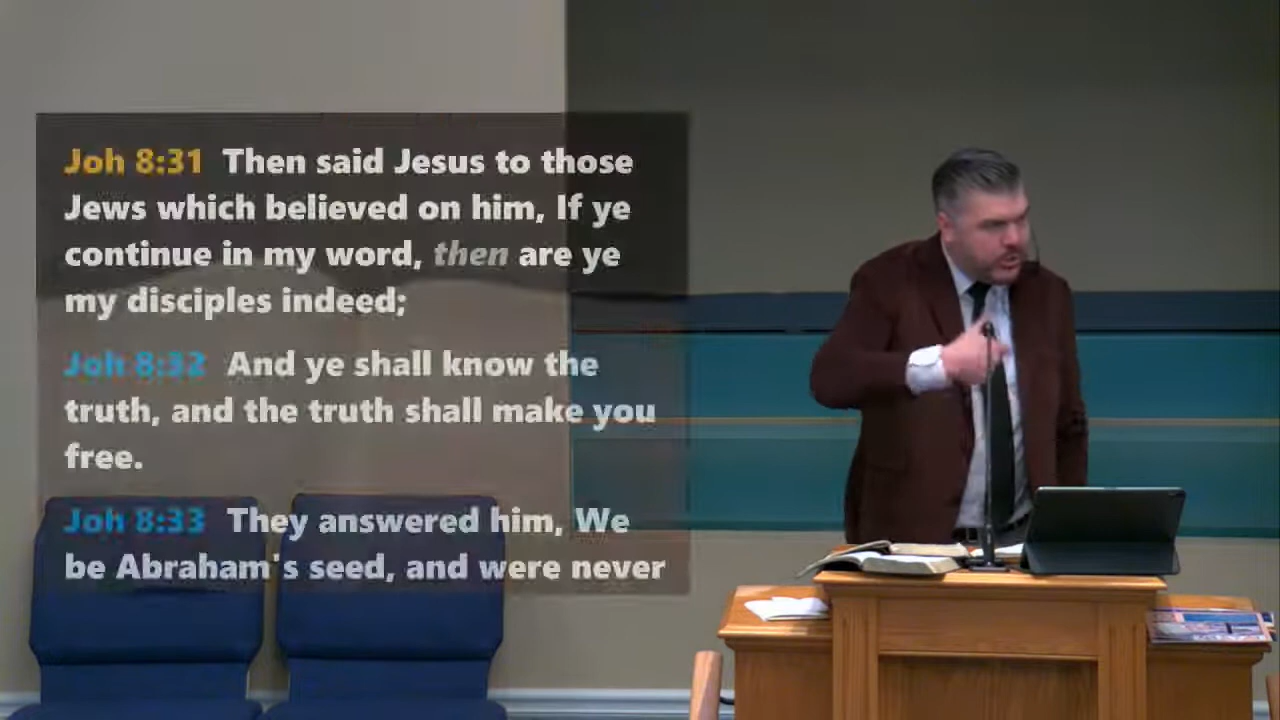 Joh 8:31 Then said Jesus to those
Jews which believed on him, If ye
continue in my word, then are ye
my disciples indeed;
Joh 8:32 And ye shall know the
truth, and the truth shall make you
free.
Joh 8:33 They answered him, We
be Abraham's seed, and were never